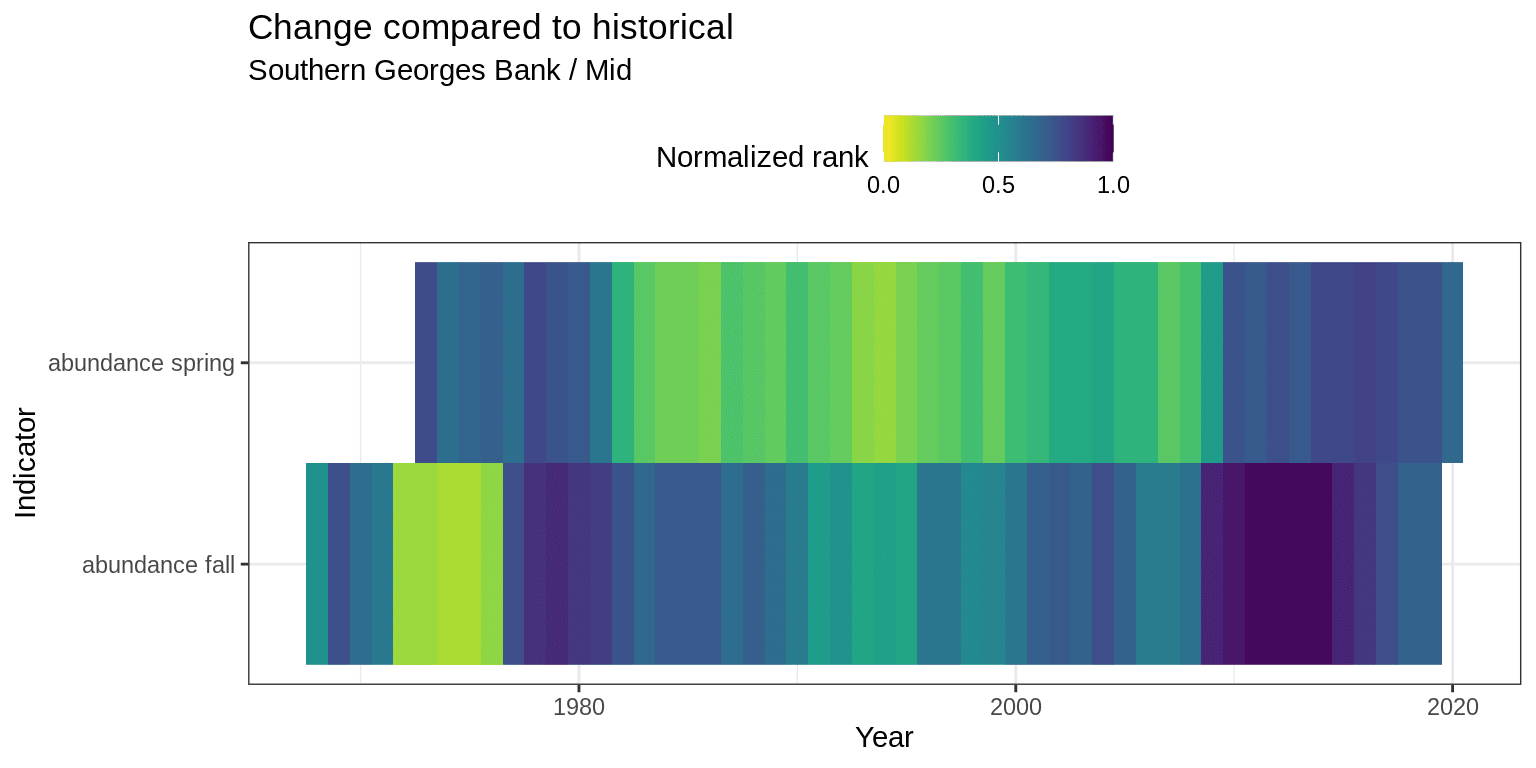 Change compared to historical
Southern Georges Bank / Mid
Normalized rank
0.0 0.5 1.0
Indicator
abundance spring
abundance fall
1980 2000 2020
Year